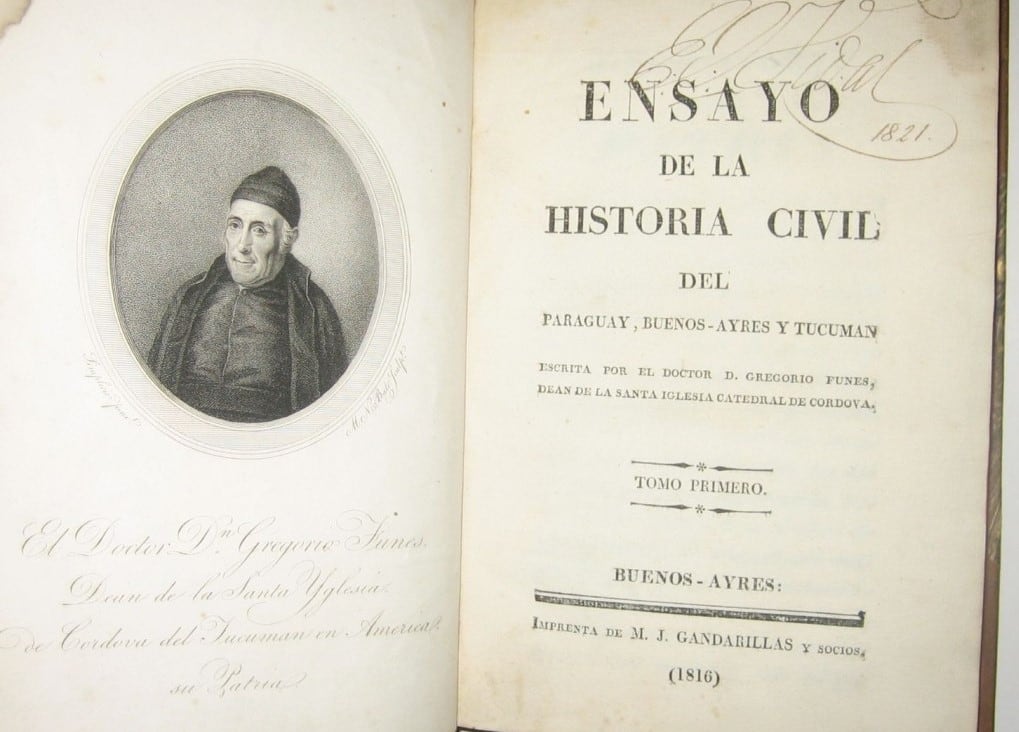 El Doctor Dn Gregorio Funes.
Dean de la Santa Yglesia
de Cordova del Tucuman en America.
su Patria.
E. E. Vidal
1821.
ENSAYO
DE LA
HISTORIA CIVIL
DEL
PARAGUAY, BUENOS-AYRES Y TUCUMAN
ESCRITA POR EL DOCTOR D. GREGORIO FUNES,
DEAN DE LA SANTA IGLESIA CATEDRAL DE CORDOVA.
TOMO PRIMERO.
BUENOS-AYRES:
IMPRENTA DE M. J. GANDARILLAS Y SOCIOS,
(1816)